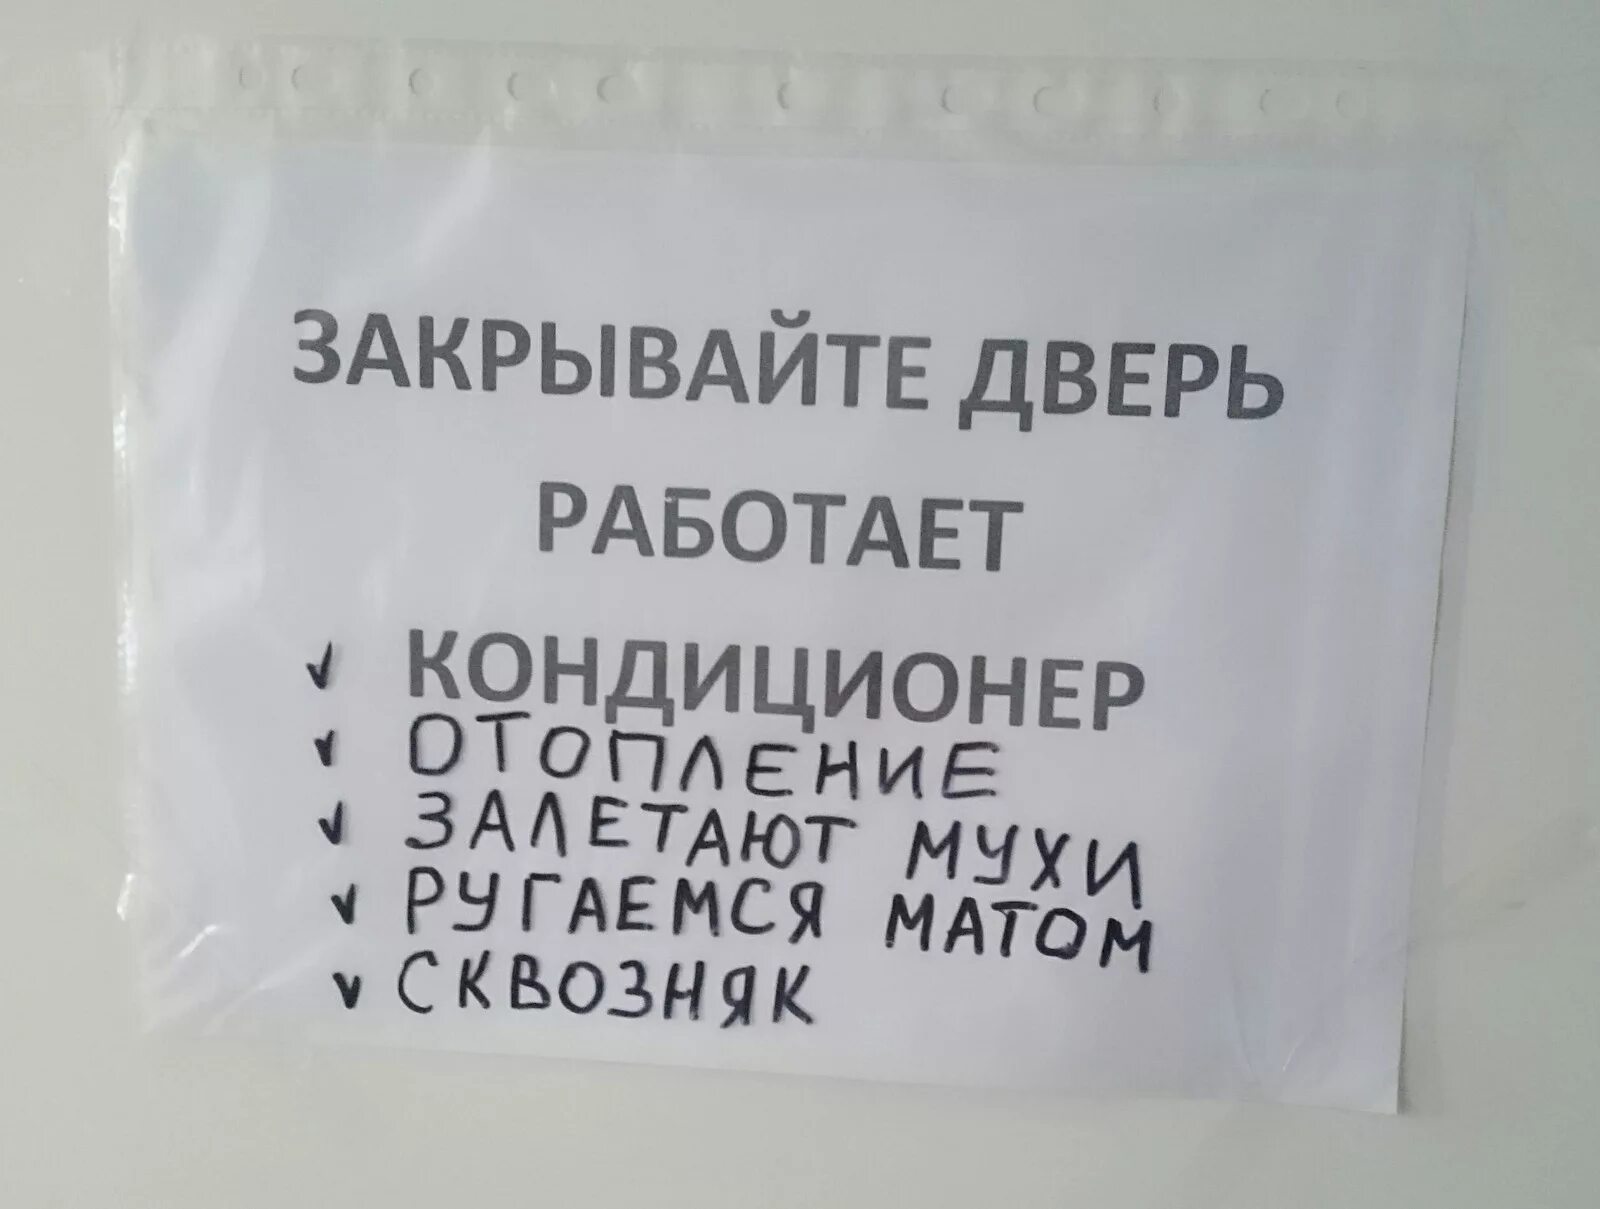 ЗАКРЫВАЙТЕ ДВЕРЬ
РАБОТАЕТ
✓ КОНДИЦИОНЕР
✓ ОТОПЛЕНИЕ
✓ ЗАЛЕТАЮТ МУХИ
✓ РУГАЕМСЯ МАТОМ
✓ СКВОЗНЯК